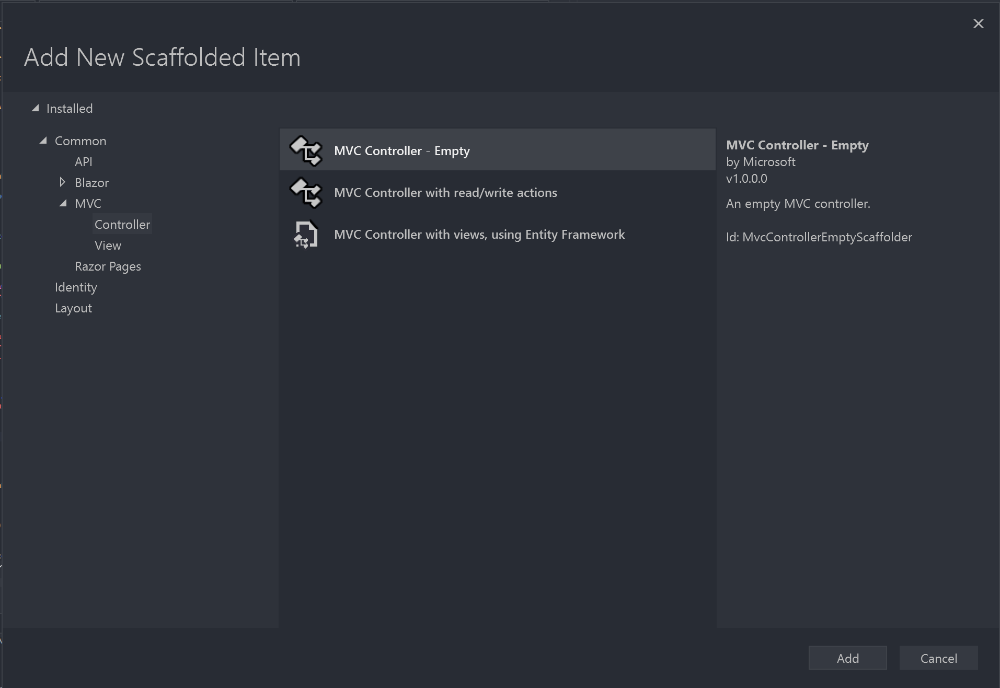 Add New Scaffolded Item
Installed
Common
API
Blazor
MVC
Controller
View
Razor Pages
Identity
Layout
MVC Controller - Empty
MVC Controller with read/write actions
MVC Controller with views, using Entity Framework
MVC Controller - Empty
by Microsoft
v1.0.0.0
An empty MVC controller.
Id: MvcControllerEmptyScaffolder
Add
Cancel